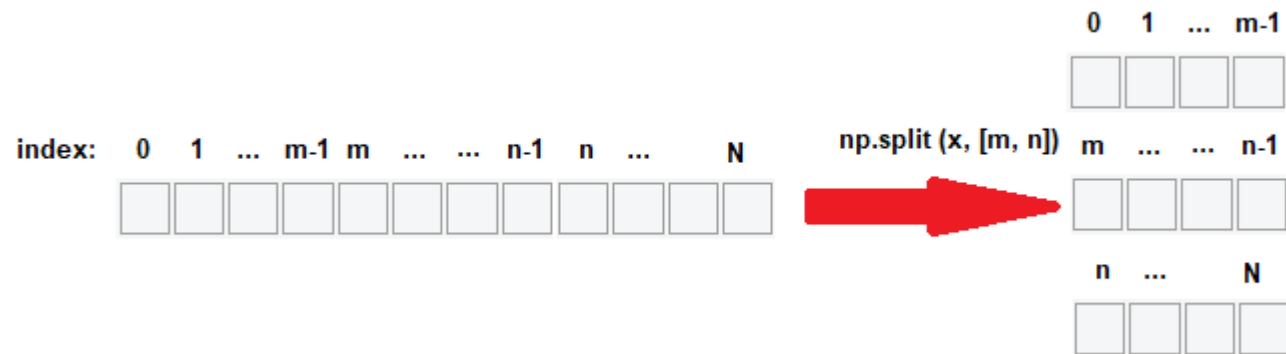 0 1 ... m-1
index: 0 1 ... m-1 m ... ... n-1 n ... N
np.split (x, [m, n])
m ... ... n-1
n ... N